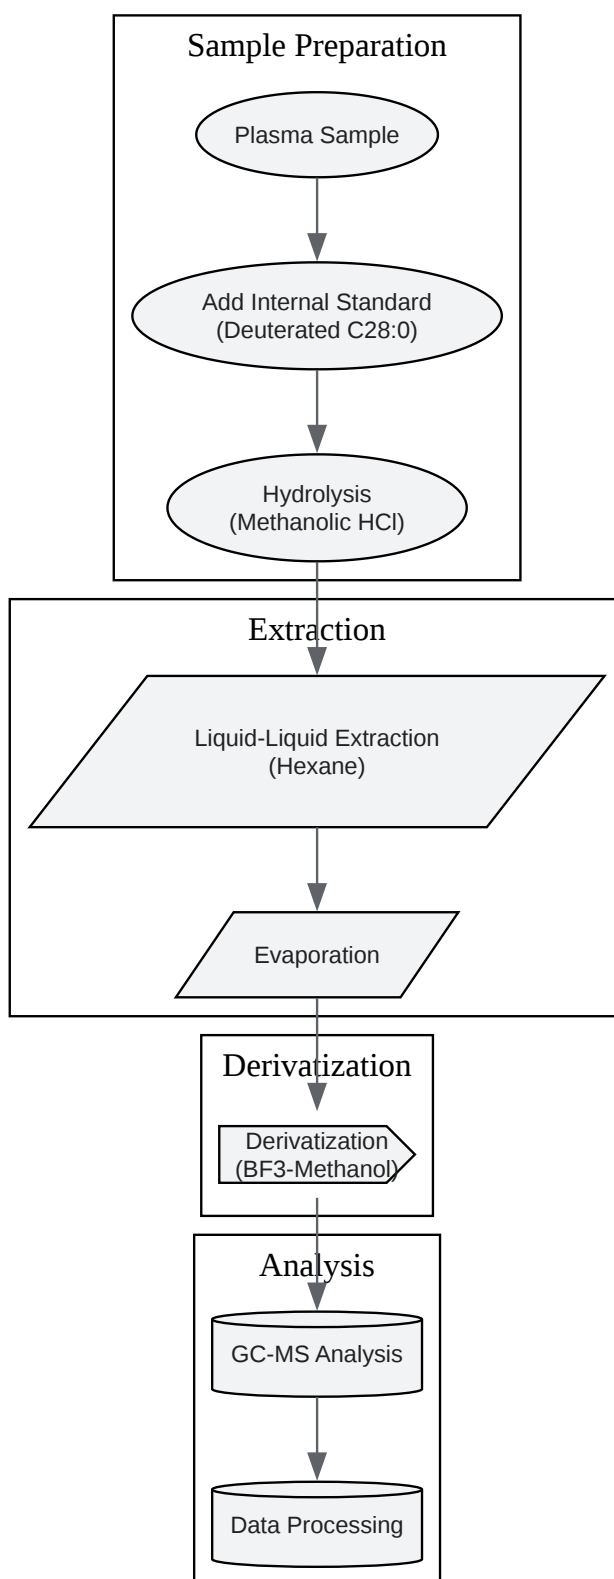 Sample Preparation
Plasma Sample
Add Internal Standard
(Deuterated C28:0)
Hydrolysis
(Methanolic HCl)
Extraction
Liquid-Liquid Extraction
(Hexane)
Evaporation
Derivatization
Derivatization
(BF3-Methanol)
Analysis
GC-MS Analysis
Data Processing